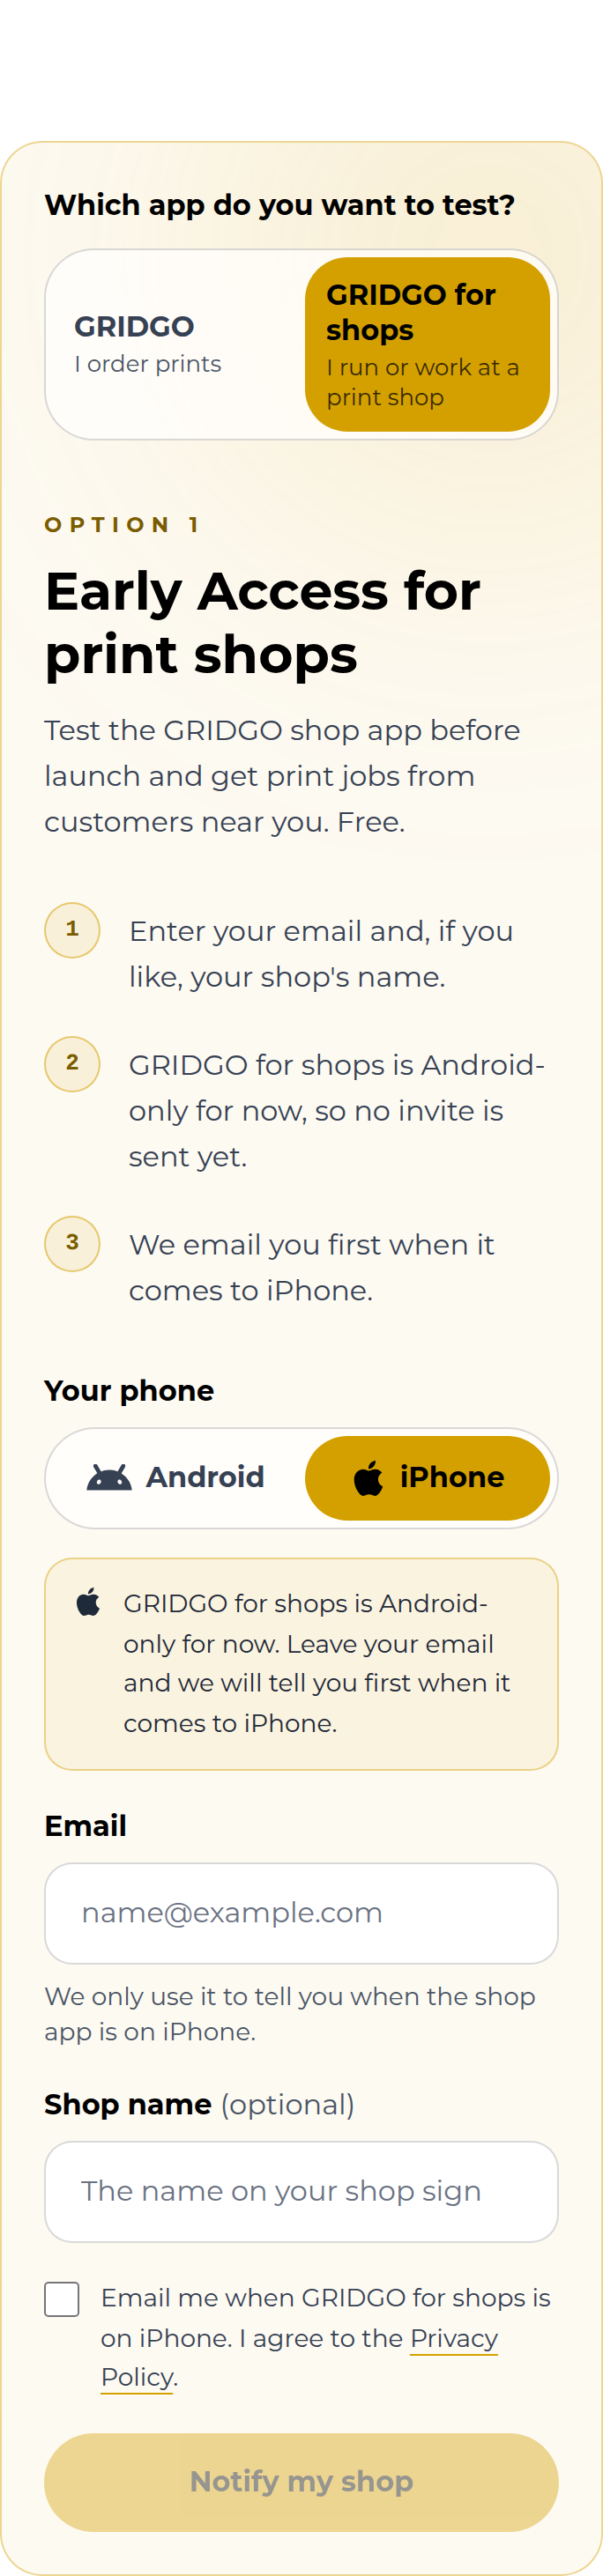 Which app do you want to test?
GRIDGO
I order prints
GRIDGO for
shops
I run or work at a
print shop
OPTION 1
Early Access for
print shops
Test the GRIDGO shop app before
launch and get print jobs from
customers near you. Free.
1
Enter your email and, if you
like, your shop's name.
2
GRIDGO for shops is Android-
only for now, so no invite is
sent yet.
3
We email you first when it
comes to iPhone.
Your phone
Android
iPhone
GRIDGO for shops is Android-
only for now. Leave your email
and we will tell you first when it
comes to iPhone.
Email
name@example.com
We only use it to tell you when the shop
app is on iPhone.
Shop name (optional)
The name on your shop sign
Email me when GRIDGO for shops is
on iPhone. I agree to the Privacy
Policy.
Notify my shop